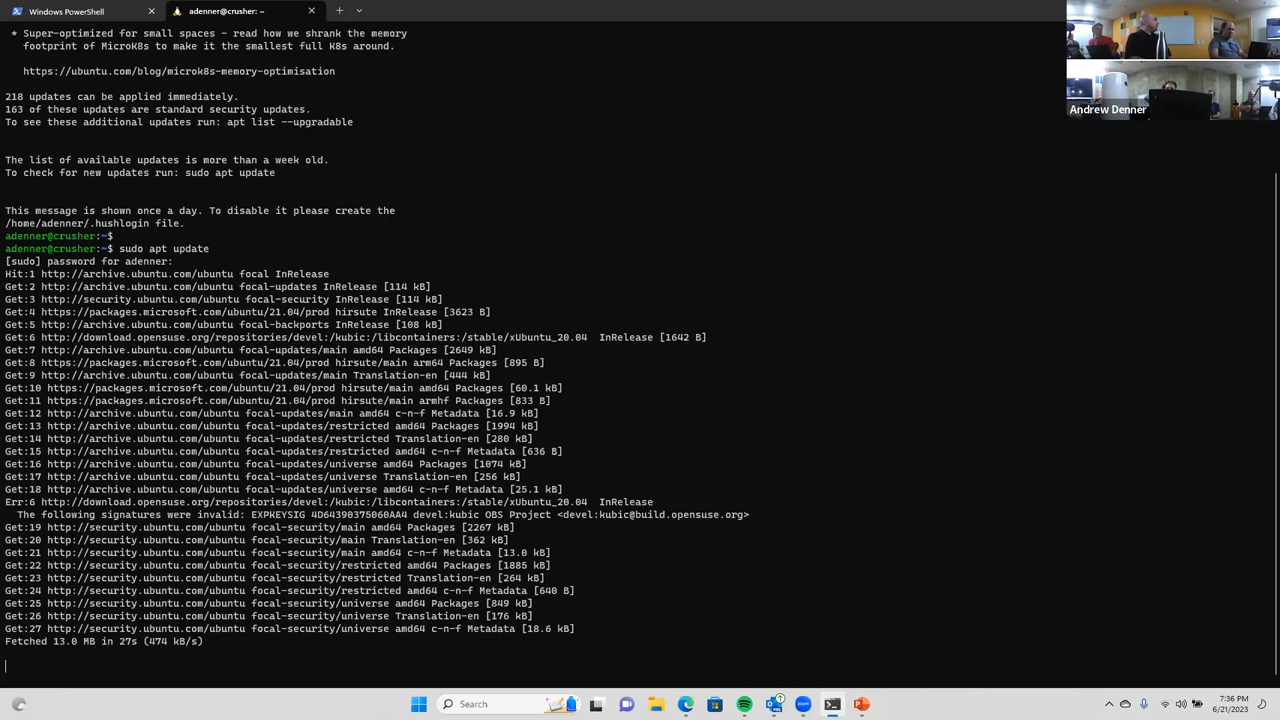 Windows PowerShell
adenner@crusher: ~
* Super-optimized for small spaces - read how we shrank the memory
footprint of MicroK8s to make it the smallest full K8s around.
https://ubuntu.com/blog/microk8s-memory-optimisation
218 updates can be applied immediately.
163 of these updates are standard security updates.
To see these additional updates run: apt list --upgradable
The list of available updates is more than a week old.
To check for new updates run: sudo apt update
This message is shown once a day. To disable it please create the
/home/adenner/.hushlogin file.
adenner@crusher:~$
adenner@crusher:~$ sudo apt update
[sudo] password for adenner:
Hit:1 http://archive.ubuntu.com/ubuntu focal InRelease
Get:2 http://archive.ubuntu.com/ubuntu focal-updates InRelease [114 kB]
Get:3 http://security.ubuntu.com/ubuntu focal-security InRelease [114 kB]
Get:4 https://packages.microsoft.com/ubuntu/21.04/prod hirsute InRelease [3623 B]
Get:5 http://archive.ubuntu.com/ubuntu focal-backports InRelease [108 kB]
Get:6 http://download.opensuse.org/repositories/devel:/kubic:/libcontainers:/stable/xUbuntu_20.04  InRelease [1642 B]
Get:7 http://archive.ubuntu.com/ubuntu focal-updates/main amd64 Packages [2649 kB]
Get:8 https://packages.microsoft.com/ubuntu/21.04/prod hirsute/main arm64 Packages [895 B]
Get:9 http://archive.ubuntu.com/ubuntu focal-updates/main Translation-en [444 kB]
Get:10 https://packages.microsoft.com/ubuntu/21.04/prod hirsute/main amd64 Packages [60.1 kB]
Get:11 https://packages.microsoft.com/ubuntu/21.04/prod hirsute/main armhf Packages [833 B]
Get:12 http://archive.ubuntu.com/ubuntu focal-updates/main amd64 c-n-f Metadata [16.9 kB]
Get:13 http://archive.ubuntu.com/ubuntu focal-updates/restricted amd64 Packages [1994 kB]
Get:14 http://archive.ubuntu.com/ubuntu focal-updates/restricted Translation-en [280 kB]
Get:15 http://archive.ubuntu.com/ubuntu focal-updates/restricted amd64 c-n-f Metadata [636 B]
Get:16 http://archive.ubuntu.com/ubuntu focal-updates/universe amd64 Packages [1074 kB]
Get:17 http://archive.ubuntu.com/ubuntu focal-updates/universe Translation-en [256 kB]
Get:18 http://archive.ubuntu.com/ubuntu focal-updates/universe amd64 c-n-f Metadata [25.1 kB]
Err:6 http://download.opensuse.org/repositories/devel:/kubic:/libcontainers:/stable/xUbuntu_20.04  InRelease
The following signatures were invalid: EXPKEYSIG 4D64390375060AA4 devel:kubic OBS Project <devel:kubic@build.opensuse.org>
Get:19 http://security.ubuntu.com/ubuntu focal-security/main amd64 Packages [2267 kB]
Get:20 http://security.ubuntu.com/ubuntu focal-security/main Translation-en [362 kB]
Get:21 http://security.ubuntu.com/ubuntu focal-security/main amd64 c-n-f Metadata [13.0 kB]
Get:22 http://security.ubuntu.com/ubuntu focal-security/restricted amd64 Packages [1885 kB]
Get:23 http://security.ubuntu.com/ubuntu focal-security/restricted Translation-en [264 kB]
Get:24 http://security.ubuntu.com/ubuntu focal-security/restricted amd64 c-n-f Metadata [640 B]
Get:25 http://security.ubuntu.com/ubuntu focal-security/universe amd64 Packages [849 kB]
Get:26 http://security.ubuntu.com/ubuntu focal-security/universe Translation-en [176 kB]
Get:27 http://security.ubuntu.com/ubuntu focal-security/universe amd64 c-n-f Metadata [18.6 kB]
Fetched 13.0 MB in 27s (474 kB/s)
Andrew Denner
Search
7:36 PM
6/21/2023